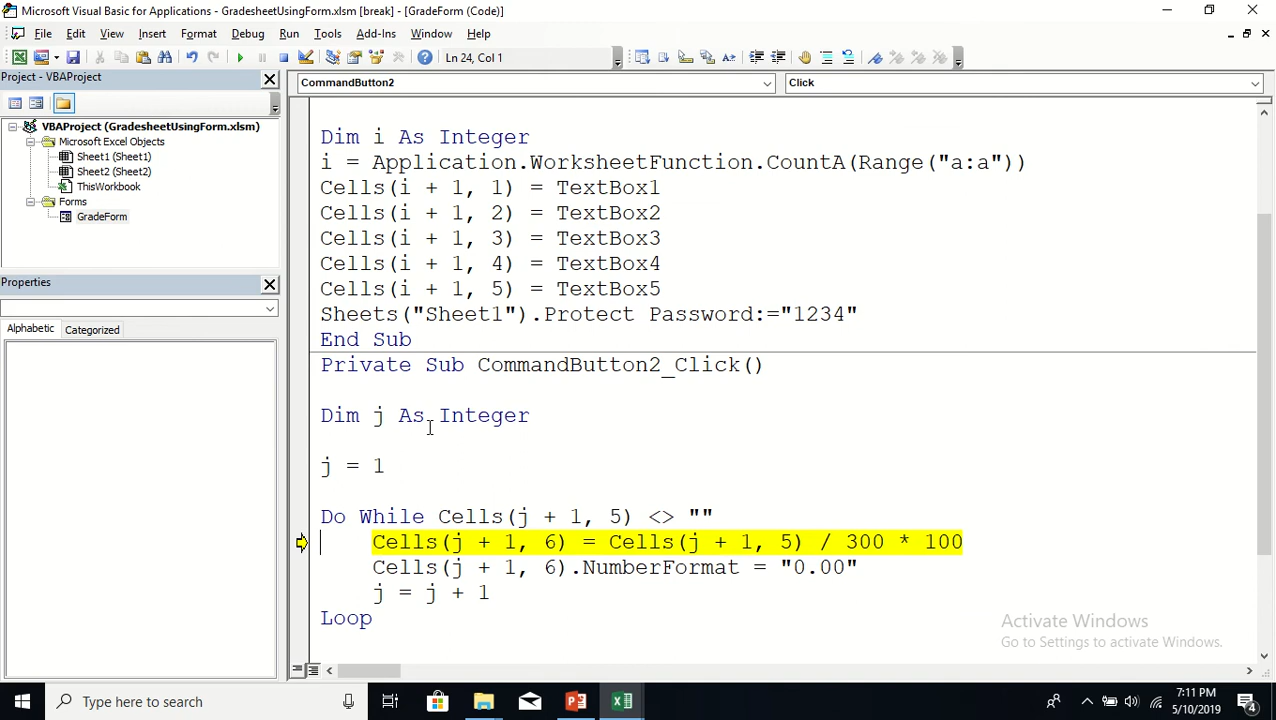 Microsoft Visual Basic for Applications - GradesheetUsingForm.xlsm [break] - [GradeForm (Code)]
File Edit View Insert Format Debug Run Tools Add-Ins Window Help
Ln 24, Col 1
Project - VBAProject
VBAProject (GradesheetUsingForm.xlsm)
Microsoft Excel Objects
Sheet1 (Sheet1)
Sheet2 (Sheet2)
ThisWorkbook
Forms
GradeForm
Properties
Alphabetic Categorized
CommandButton2 Click
Dim i As Integer
i = Application.WorksheetFunction.CountA(Range("a:a"))
Cells(i + 1, 1) = TextBox1
Cells(i + 1, 2) = TextBox2
Cells(i + 1, 3) = TextBox3
Cells(i + 1, 4) = TextBox4
Cells(i + 1, 5) = TextBox5
Sheets("Sheet1").Protect Password:="1234"
End Sub
Private Sub CommandButton2_Click()
Dim j As Integer
j = 1
Do While Cells(j + 1, 5) <> ""
Cells(j + 1, 6) = Cells(j + 1, 5) / 300 * 100
Cells(j + 1, 6).NumberFormat = "0.00"
j = j + 1
Loop
Activate Windows
Go to Settings to activate Windows.
Type here to search
7:11 PM
5/10/2019
4